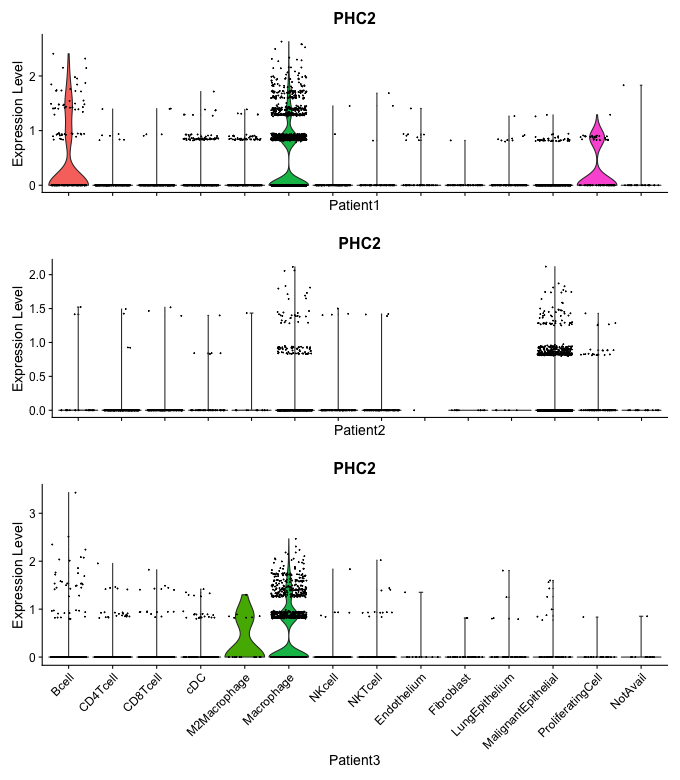 PHC2
Expression Level
2
1
0
Patient1
PHC2
Expression Level
2.0
1.5
1.0
0.5
0.0
Patient2
PHC2
Expression Level
3
2
1
0
Bcell
CD4Tcell
CD8Tcell
cDC
M2Macrophage
Macrophage
NKcell
NKTcell
Endothelium
Fibroblast
LungEpithelium
MalignantEpithelial
ProliferatingCell
NotAvail
Patient3